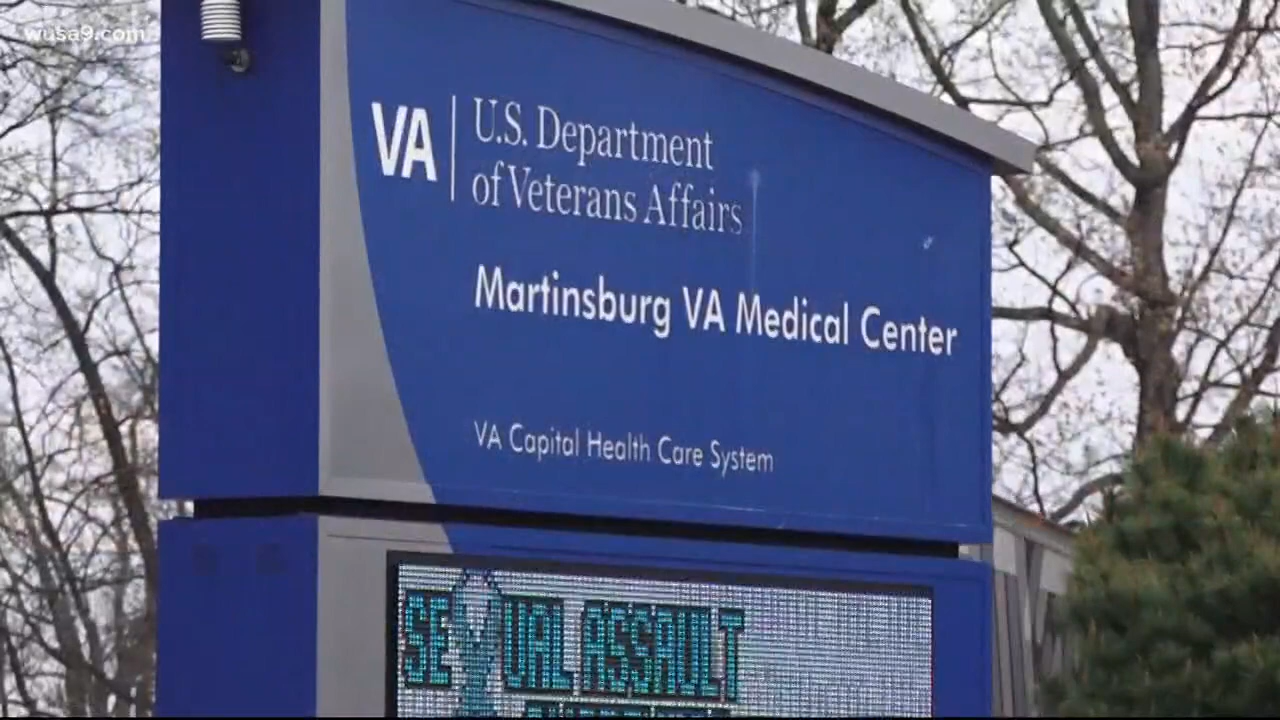 wusa9.com
VA
U.S. Department
of Veterans Affairs
Martinsburg VA Medical Center
VA Capital Health Care System
SEXUAL ASSAULT